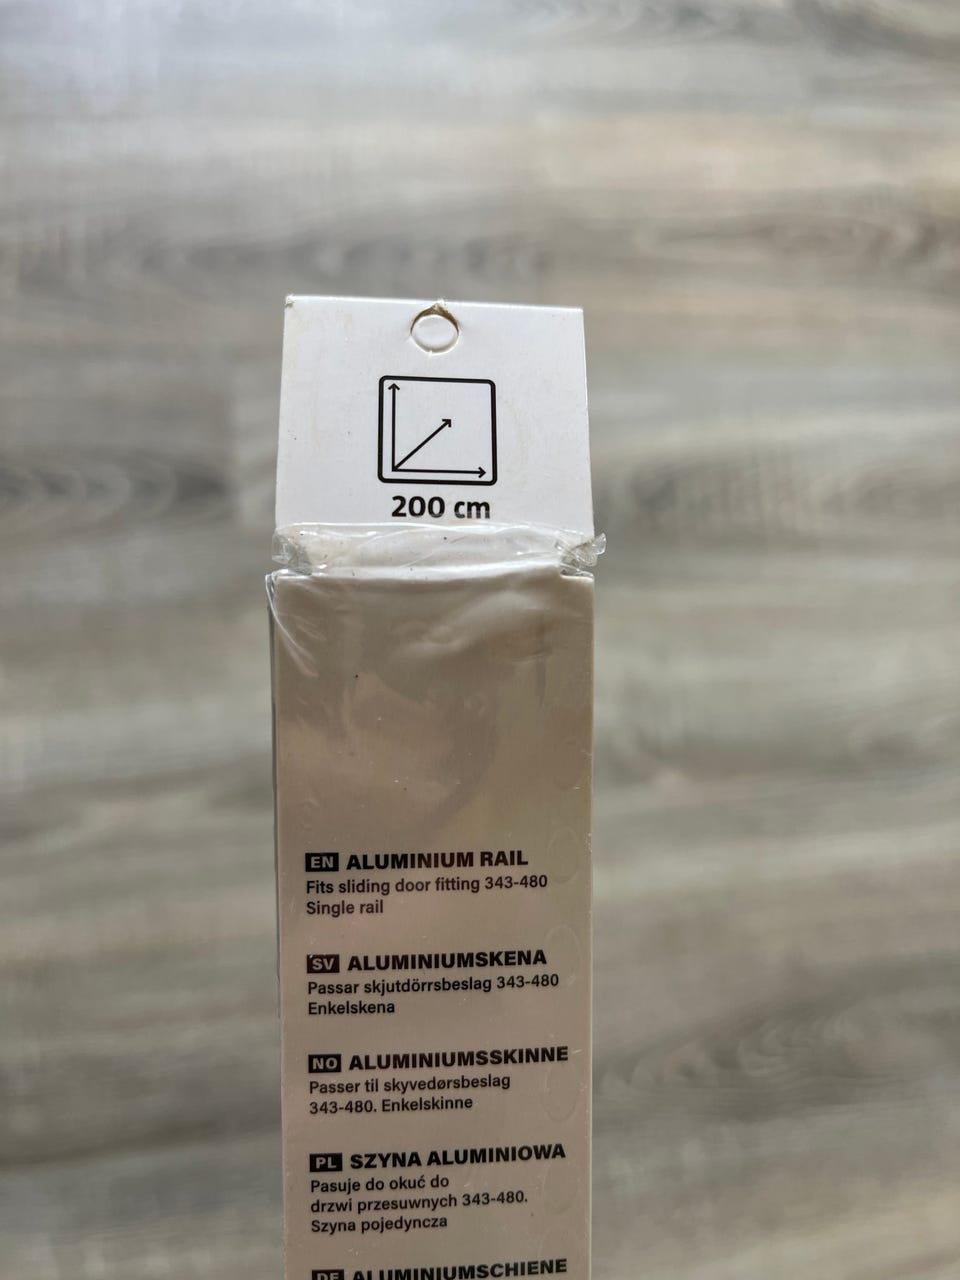 200 cm
EN ALUMINIUM RAIL
Fits sliding door fitting 343-480
Single rail
SV ALUMINIUMSKENA
Passar skjutdörrsbeslag 343-480
Enkelskena
NO ALUMINIUMSSKINNE
Passer til skyvedørsbeslag
343-480. Enkelskinne
PL SZYNA ALUMINIOWA
Pasuje do okuć do
drzwi przesuwnych 343-480.
Szyna pojedyncza
DE ALUMINIUMSCHIENE